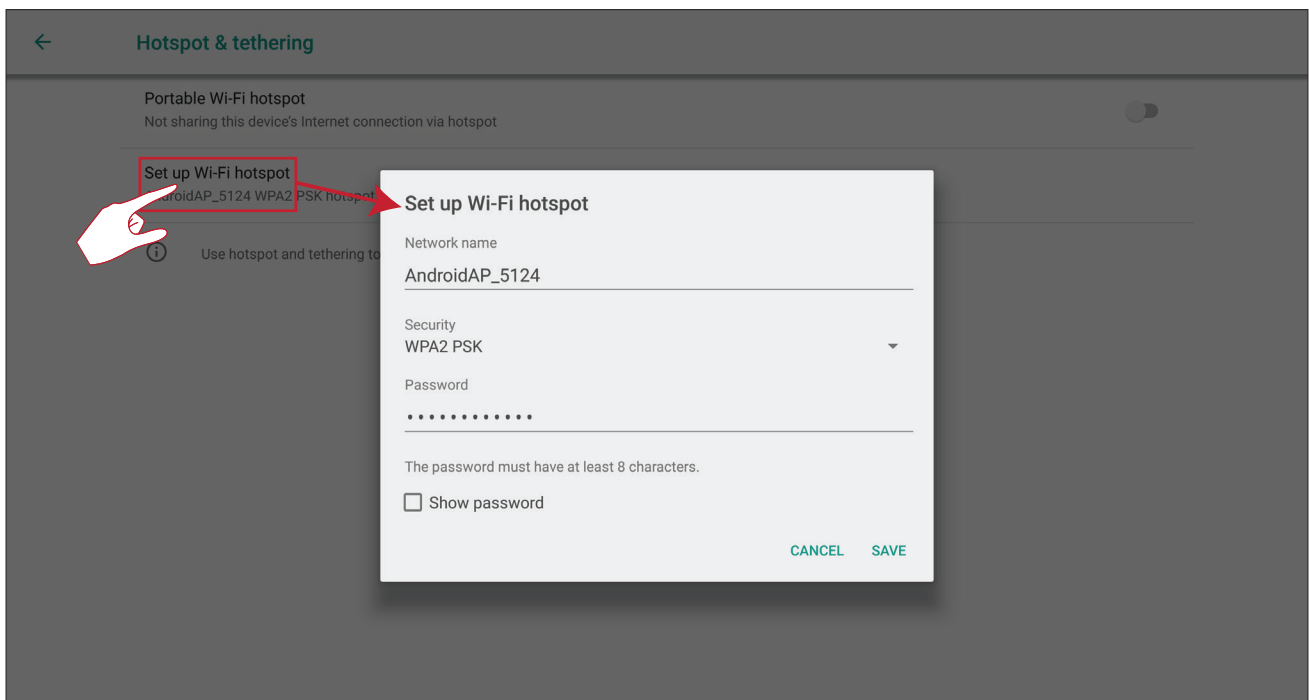 Hotspot & tethering
Portable Wi-Fi hotspot
Not sharing this device's Internet connection via hotspot
Set up Wi-Fi hotspot
AndroidAP_5124 WPA2 PSK hotspot
Use hotspot and tethering to
Set up Wi-Fi hotspot
Network name
AndroidAP_5124
Security
WPA2 PSK
Password
••••••••••••
The password must have at least 8 characters.
Show password
CANCEL SAVE